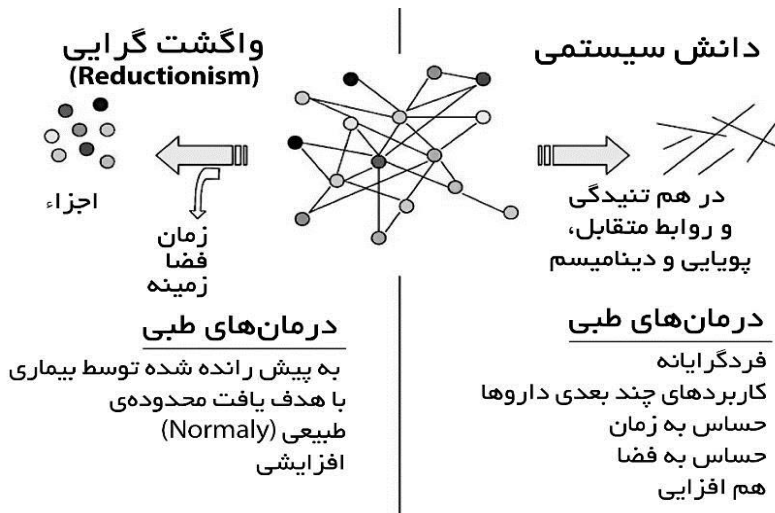 دانش سیستمی
در هم تنیدگی
و روابط متقابل،
پویایی و دینامیسم
درمان‌های طبی
فردگرایانه
کاربردهای چند بعدی داروها
حساس به زمان
حساس به فضا
هم افزایی
واگشت گرایی
(Reductionism)
اجزاء
زمان
فضا
زمینه
درمان‌های طبی
به پیش رانده شده توسط بیماری
با هدف یافت محدوده‌ی
طبیعی (Normaly)
افزایشی